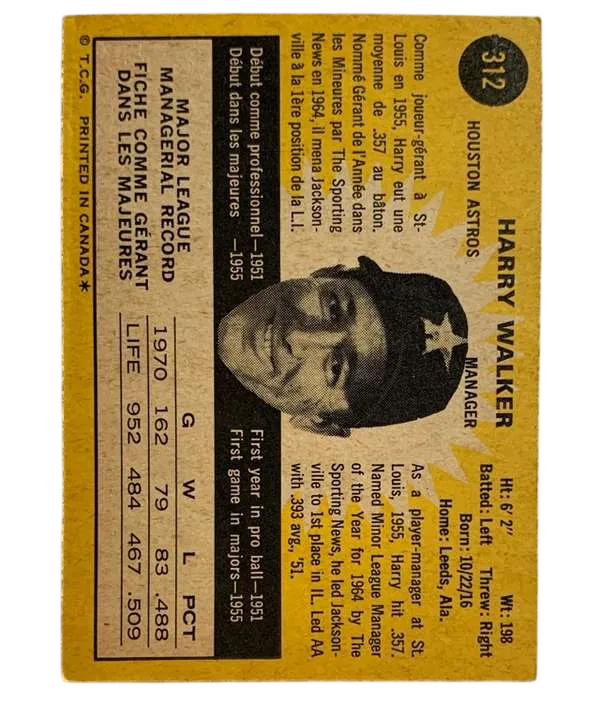 312
HARRY WALKER
HOUSTON ASTROS
MANAGER
Ht: 6' 2" Wt: 198
Batted: Left Threw: Right
Born: 10/22/16
Home: Leeds, Ala.
Comme joueur-gérant à St-
Louis en 1955, Harry eut une
moyenne de .357 au bâton.
Nommé Gérant de l'Année dans
les Mineures par The Sporting
News en 1964, il mena Jackson-
ville à la 1ère position de la L.I.
As a player-manager at St.
Louis, 1955, Harry hit .357.
Named Minor League Manager
of the Year for 1964 by The
Sporting News, he led Jackson-
ville to 1st place in IL. Led AA
with .393 avg., '51.
Début comme professionnel—1951
Début dans les majeures —1955
First year in pro ball—1951
First game in majors—1955
MAJOR LEAGUE
MANAGERIAL RECORD
FICHE COMME GÉRANT
DANS LES MAJEURES
G W L PCT
1970 162 79 83 .488
LIFE 952 484 467 .509
© T.C.G. PRINTED IN CANADA*